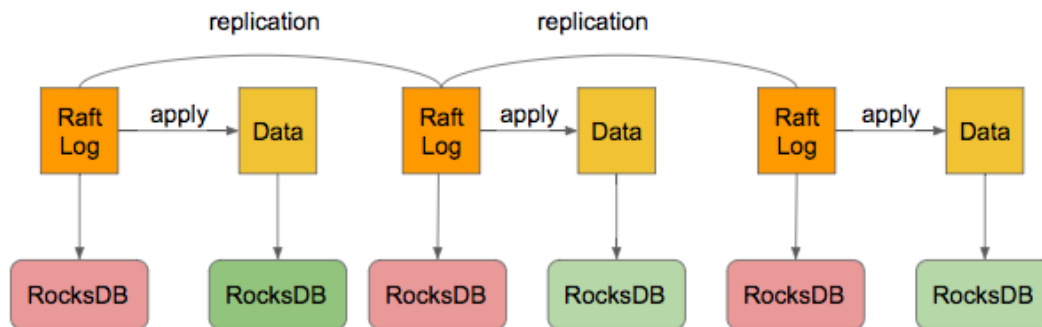 replication
replication
Raft
Log
apply
Data
Raft
Log
apply
Data
Raft
Log
apply
Data
RocksDB
RocksDB
RocksDB
RocksDB
RocksDB
RocksDB